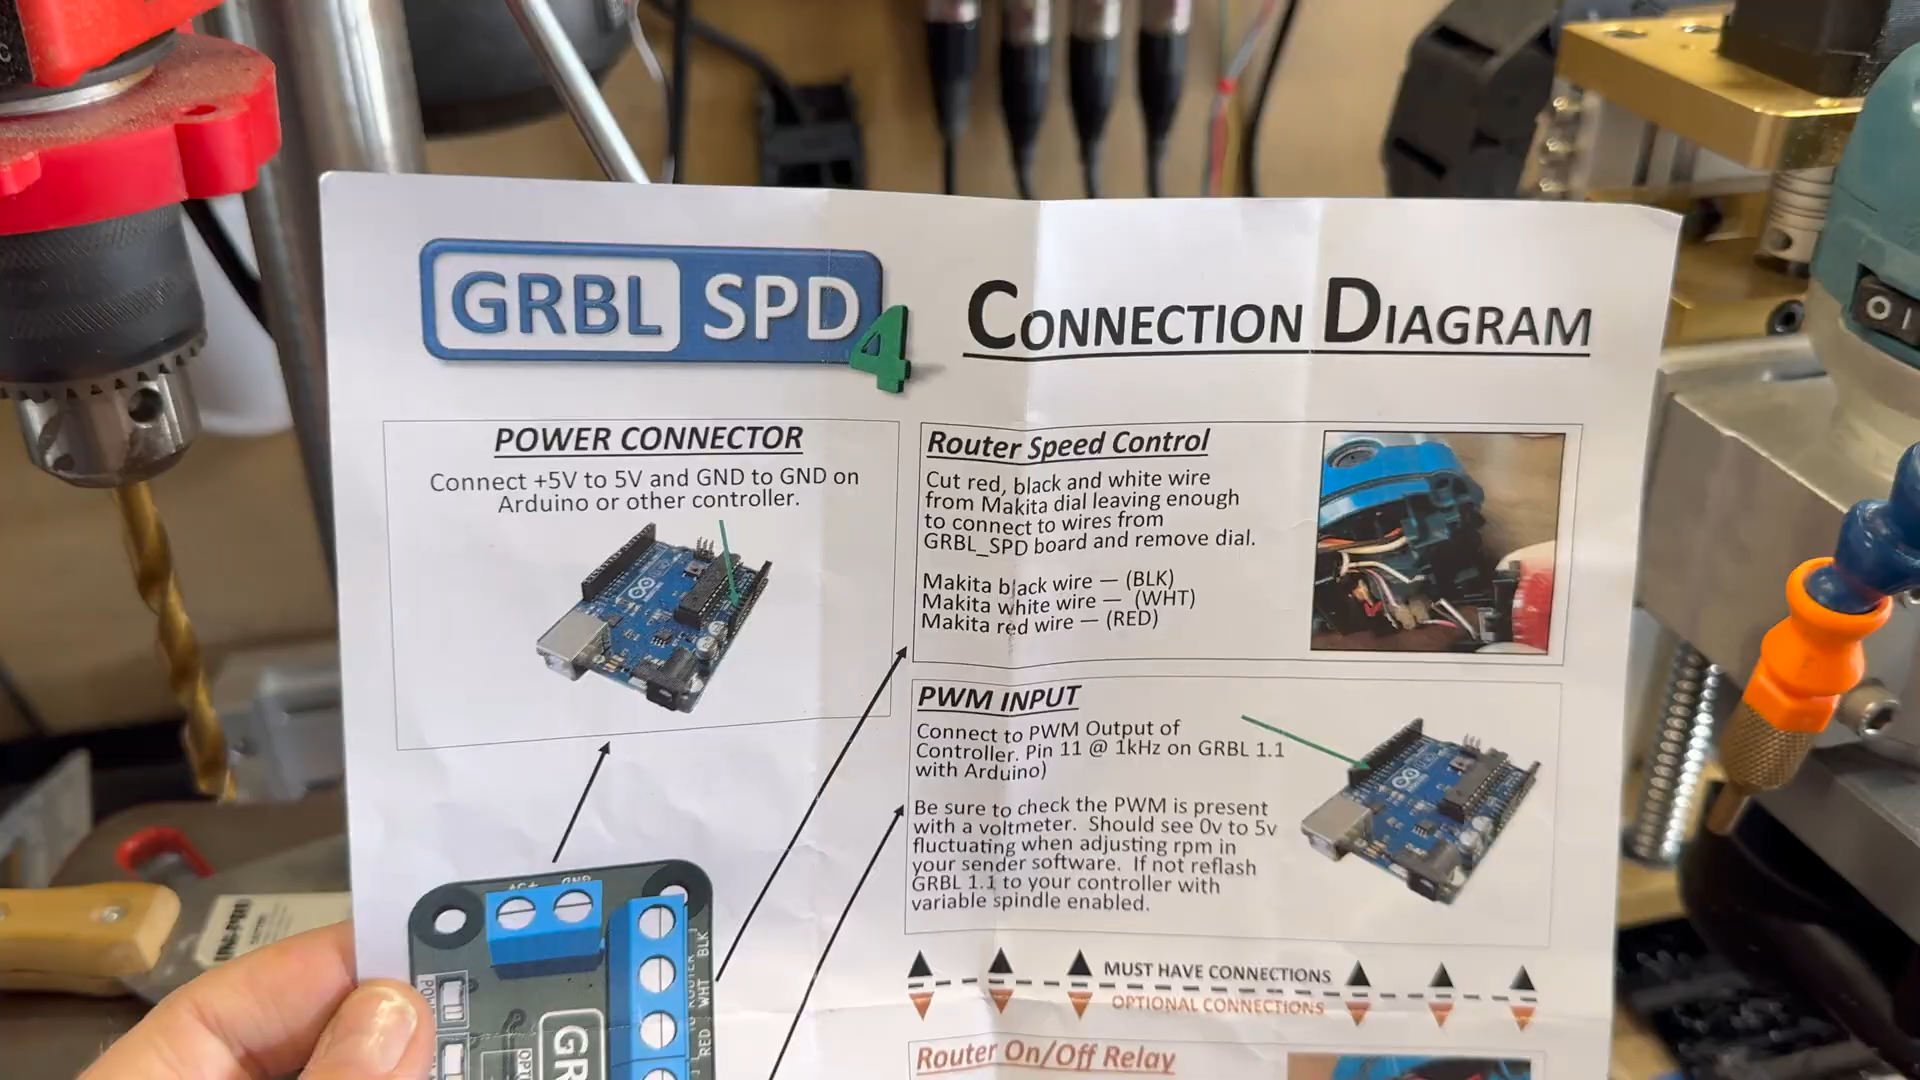 GRBL SPD 4
CONNECTION DIAGRAM
POWER CONNECTOR
Connect +5V to 5V and GND to GND on
Arduino or other controller.
Router Speed Control
Cut red, black and white wire
from Makita dial leaving enough
to connect to wires from
GRBL_SPD board and remove dial.
Makita black wire — (BLK)
Makita white wire — (WHT)
Makita red wire — (RED)
PWM INPUT
Connect to PWM Output of
Controller. Pin 11 @ 1kHz on GRBL 1.1
with Arduino)
Be sure to check the PWM is present
with a voltmeter. Should see 0v to 5v
fluctuating when adjusting rpm in
your sender software. If not reflash
GRBL 1.1 to your controller with
variable spindle enabled.
MUST HAVE CONNECTIONS
OPTIONAL CONNECTIONS
Router On/Off Relay
BLK
WHT
RED